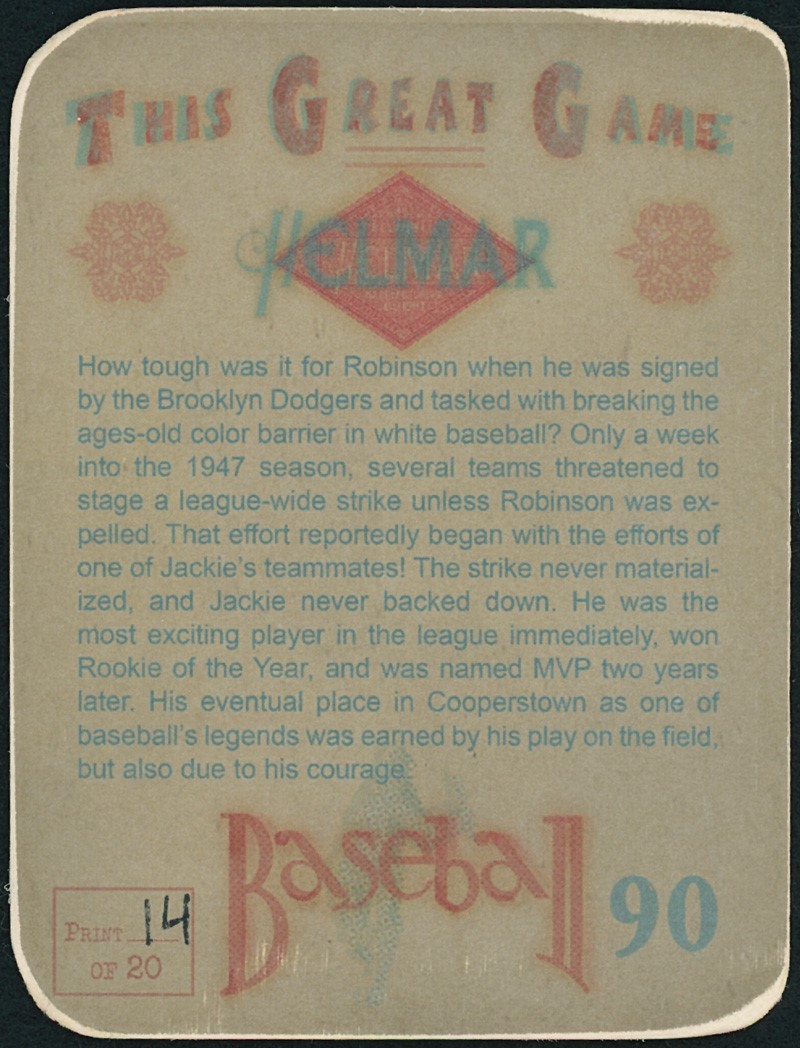 THIS GREAT GAME
HELMAR
How tough was it for Robinson when he was signed
by the Brooklyn Dodgers and tasked with breaking the
ages-old color barrier in white baseball? Only a week
into the 1947 season, several teams threatened to
stage a league-wide strike unless Robinson was ex-
pelled. That effort reportedly began with the efforts of
one of Jackie's teammates! The strike never material-
ized, and Jackie never backed down. He was the
most exciting player in the league immediately, won
Rookie of the Year, and was named MVP two years
later. His eventual place in Cooperstown as one of
baseball's legends was earned by his play on the field,
but also due to his courage.
Baseball
90
PRINT 14
OF 20